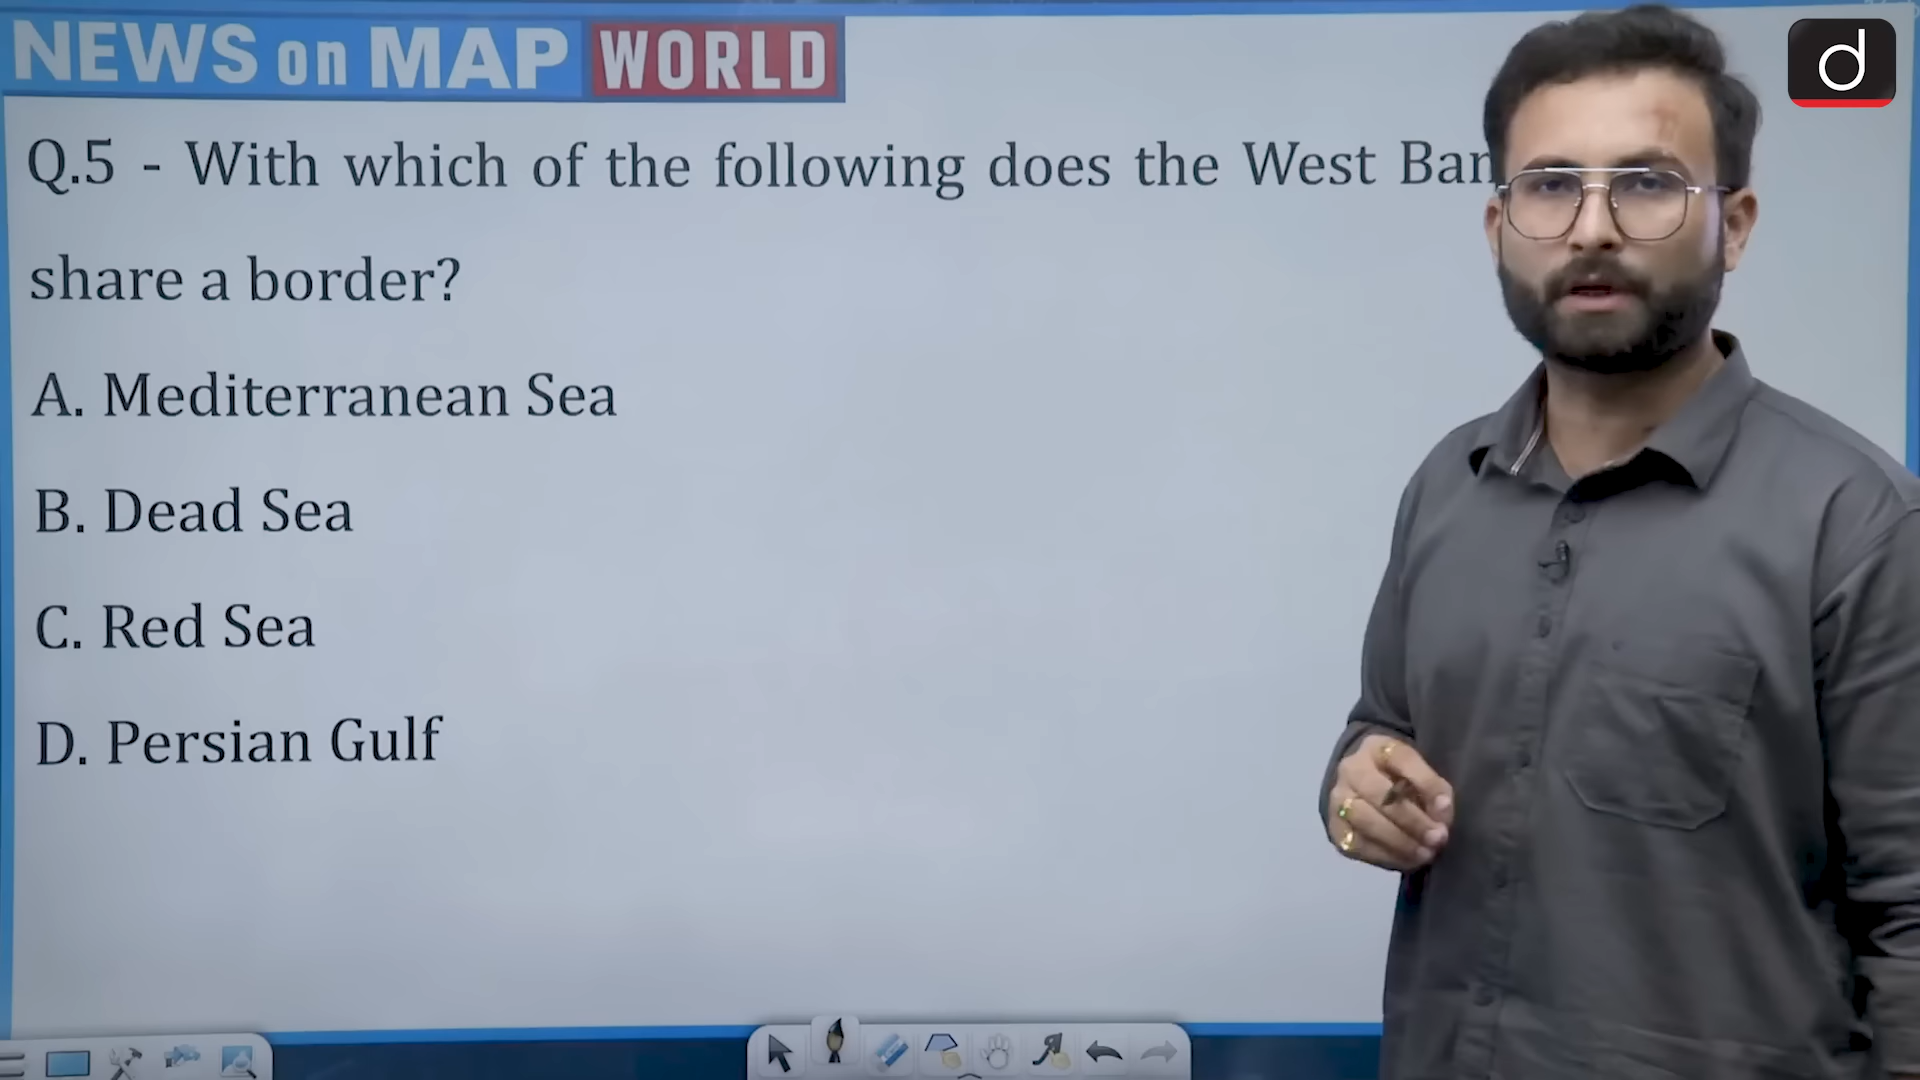 NEWS on MAP WORLD
d
Q.5 - With which of the following does the West
share a border?
A. Mediterranean Sea
B. Dead Sea
C. Red Sea
D. Persian Gulf